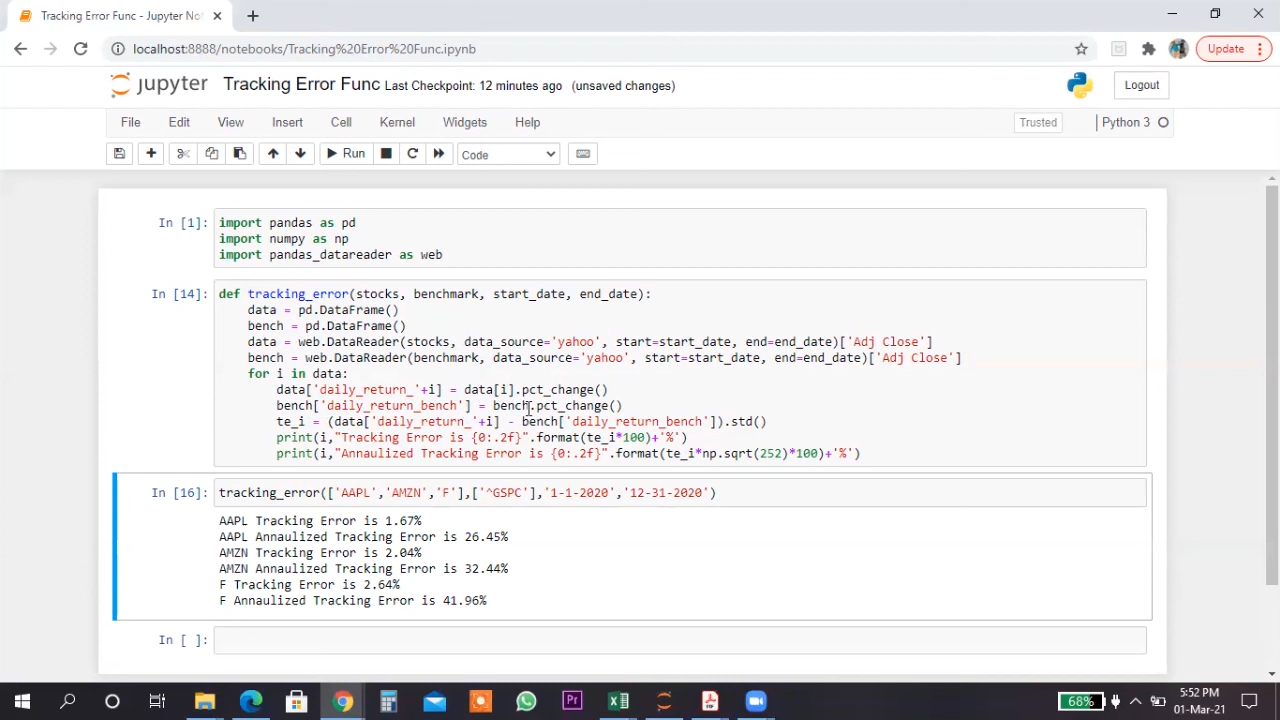 Tracking Error Func - Jupyter Not
localhost:8888/notebooks/Tracking%20Error%20Func.ipynb
Update
jupyter Tracking Error Func Last Checkpoint: 12 minutes ago (unsaved changes)
Logout
File Edit View Insert Cell Kernel Widgets Help
Trusted
Python 3
Run
Code
In [1]: import pandas as pd
import numpy as np
import pandas_datareader as web
In [14]: def tracking_error(stocks, benchmark, start_date, end_date):
data = pd.DataFrame()
bench = pd.DataFrame()
data = web.DataReader(stocks, data_source='yahoo', start=start_date, end=end_date)['Adj Close']
bench = web.DataReader(benchmark, data_source='yahoo', start=start_date, end=end_date)['Adj Close']
for i in data:
data['daily_return_'+i] = data[i].pct_change()
bench['daily_return_bench'] = bench.pct_change()
te_i = (data['daily_return_'+i] - bench['daily_return_bench']).std()
print(i,"Tracking Error is {0:.2f}".format(te_i*100)+'%')
print(i,"Annaulized Tracking Error is {0:.2f}".format(te_i*np.sqrt(252)*100)+'%')
In [16]: tracking_error(['AAPL','AMZN','F'],['^GSPC'],'1-1-2020','12-31-2020')
AAPL Tracking Error is 1.67%
AAPL Annaulized Tracking Error is 26.45%
AMZN Tracking Error is 2.04%
AMZN Annaulized Tracking Error is 32.44%
F Tracking Error is 2.64%
F Annaulized Tracking Error is 41.96%
In [ ]:
Pr
68%
5:52 PM
01-Mar-21